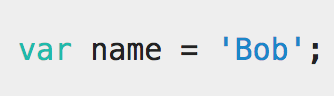 var name = 'Bob';